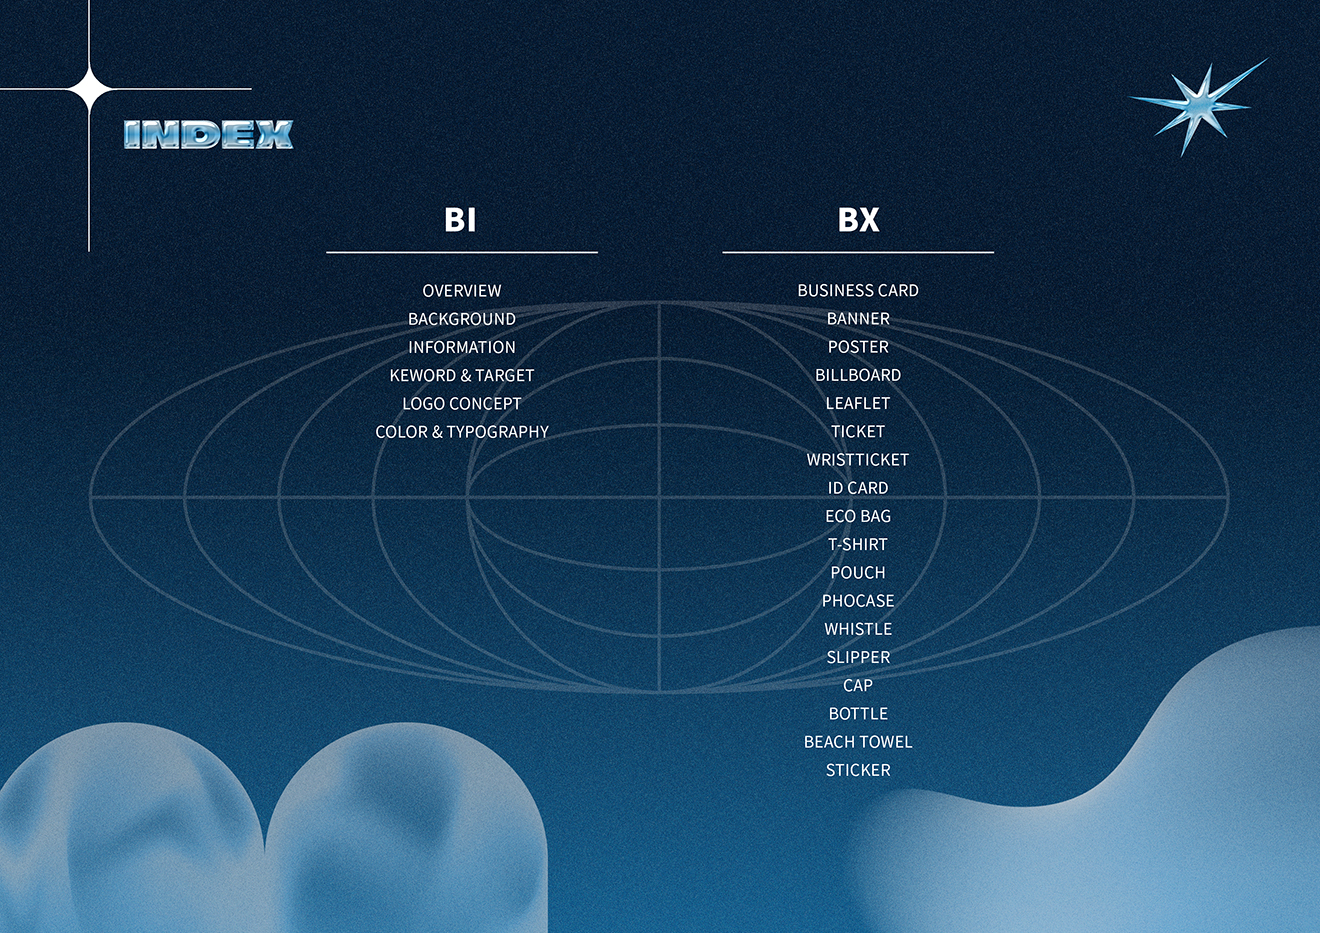 INDEX
BI
OVERVIEW
BACKGROUND
INFORMATION
KEWORD & TARGET
LOGO CONCEPT
COLOR & TYPOGRAPHY
BX
BUSINESS CARD
BANNER
POSTER
BILLBOARD
LEAFLET
TICKET
WRISTTICKET
ID CARD
ECO BAG
T-SHIRT
POUCH
PHOCASE
WHISTLE
SLIPPER
CAP
BOTTLE
BEACH TOWEL
STICKER